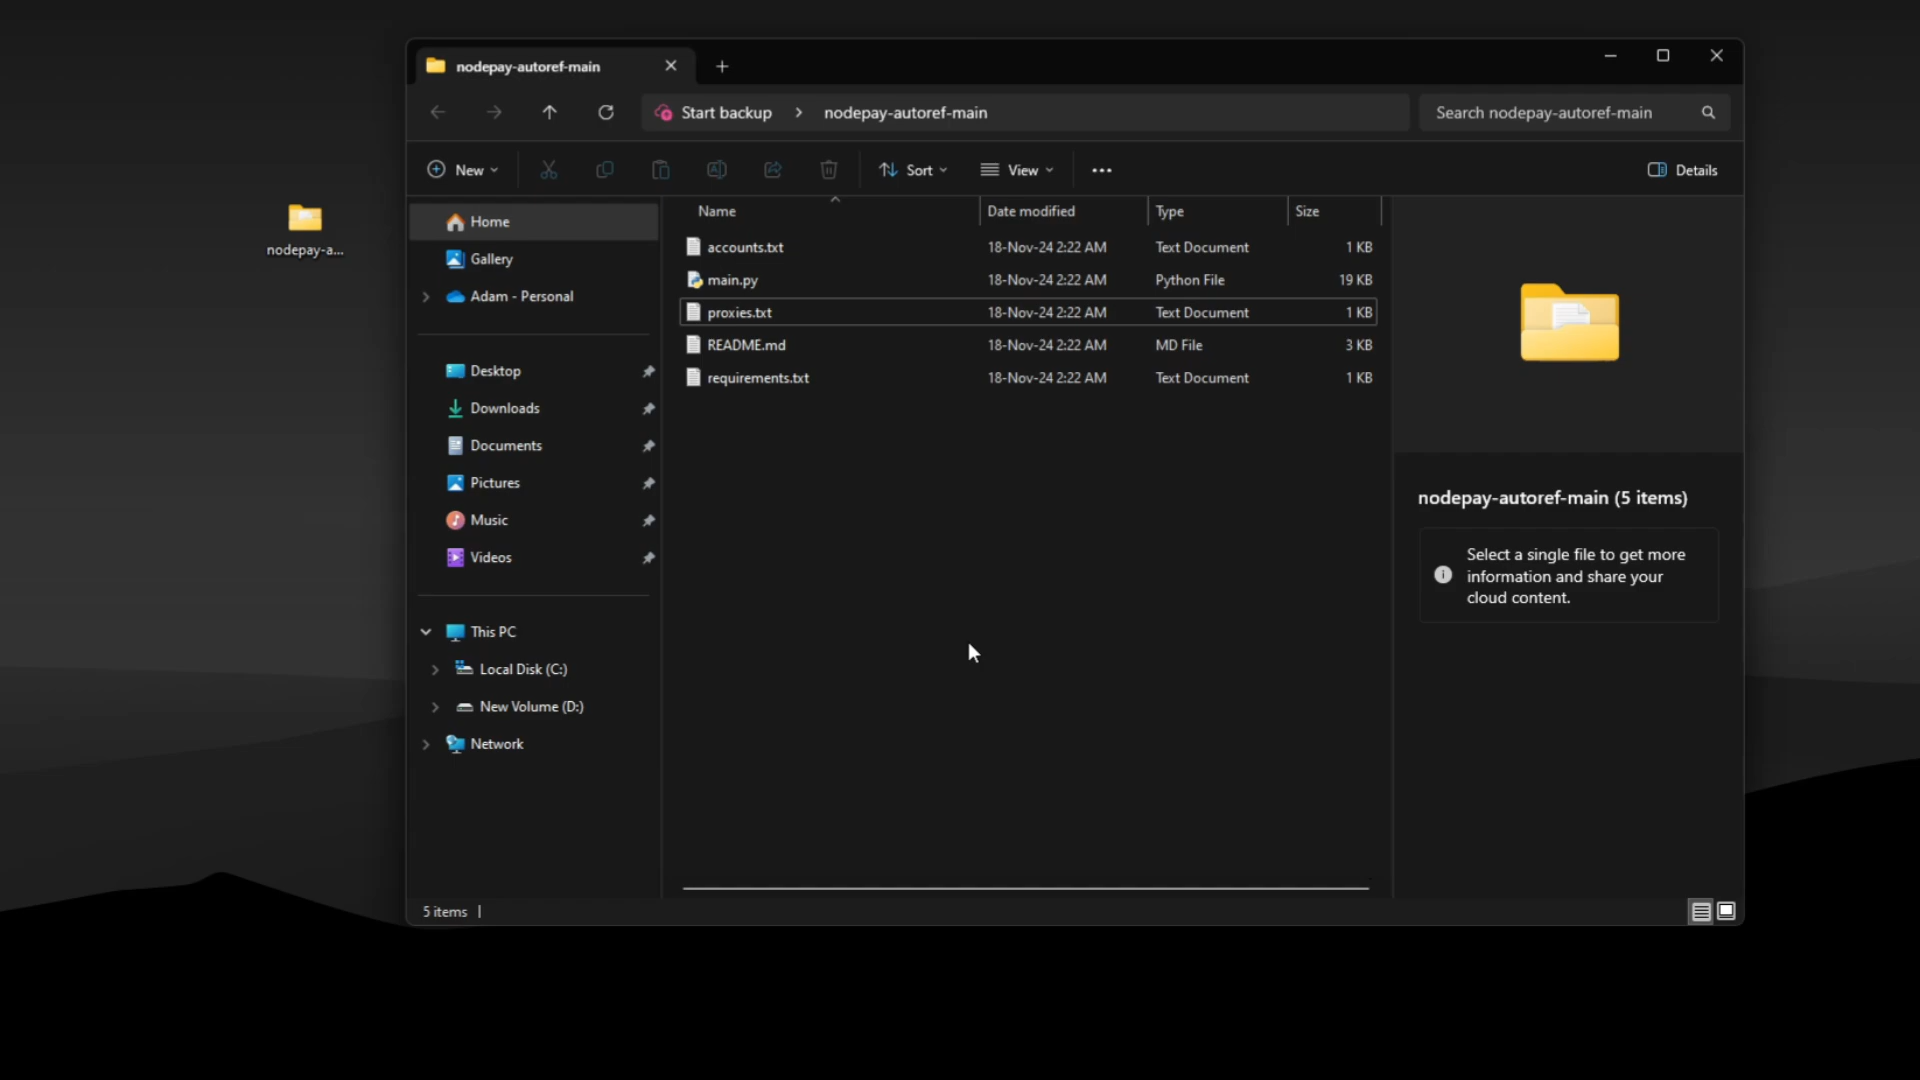 nodepay-autoref-main
Start backup > nodepay-autoref-main
Search nodepay-autoref-main
New
Sort
View
Details
nodepay-a...
Home
Gallery
Adam - Personal
Desktop
Downloads
Documents
Pictures
Music
Videos
This PC
Local Disk (C:)
New Volume (D:)
Network
Name Date modified Type Size
accounts.txt 18-Nov-24 2:22 AM Text Document 1 KB
main.py 18-Nov-24 2:22 AM Python File 19 KB
proxies.txt 18-Nov-24 2:22 AM Text Document 1 KB
README.md 18-Nov-24 2:22 AM MD File 3 KB
requirements.txt 18-Nov-24 2:22 AM Text Document 1 KB
nodepay-autoref-main (5 items)
Select a single file to get more
information and share your
cloud content.
5 items